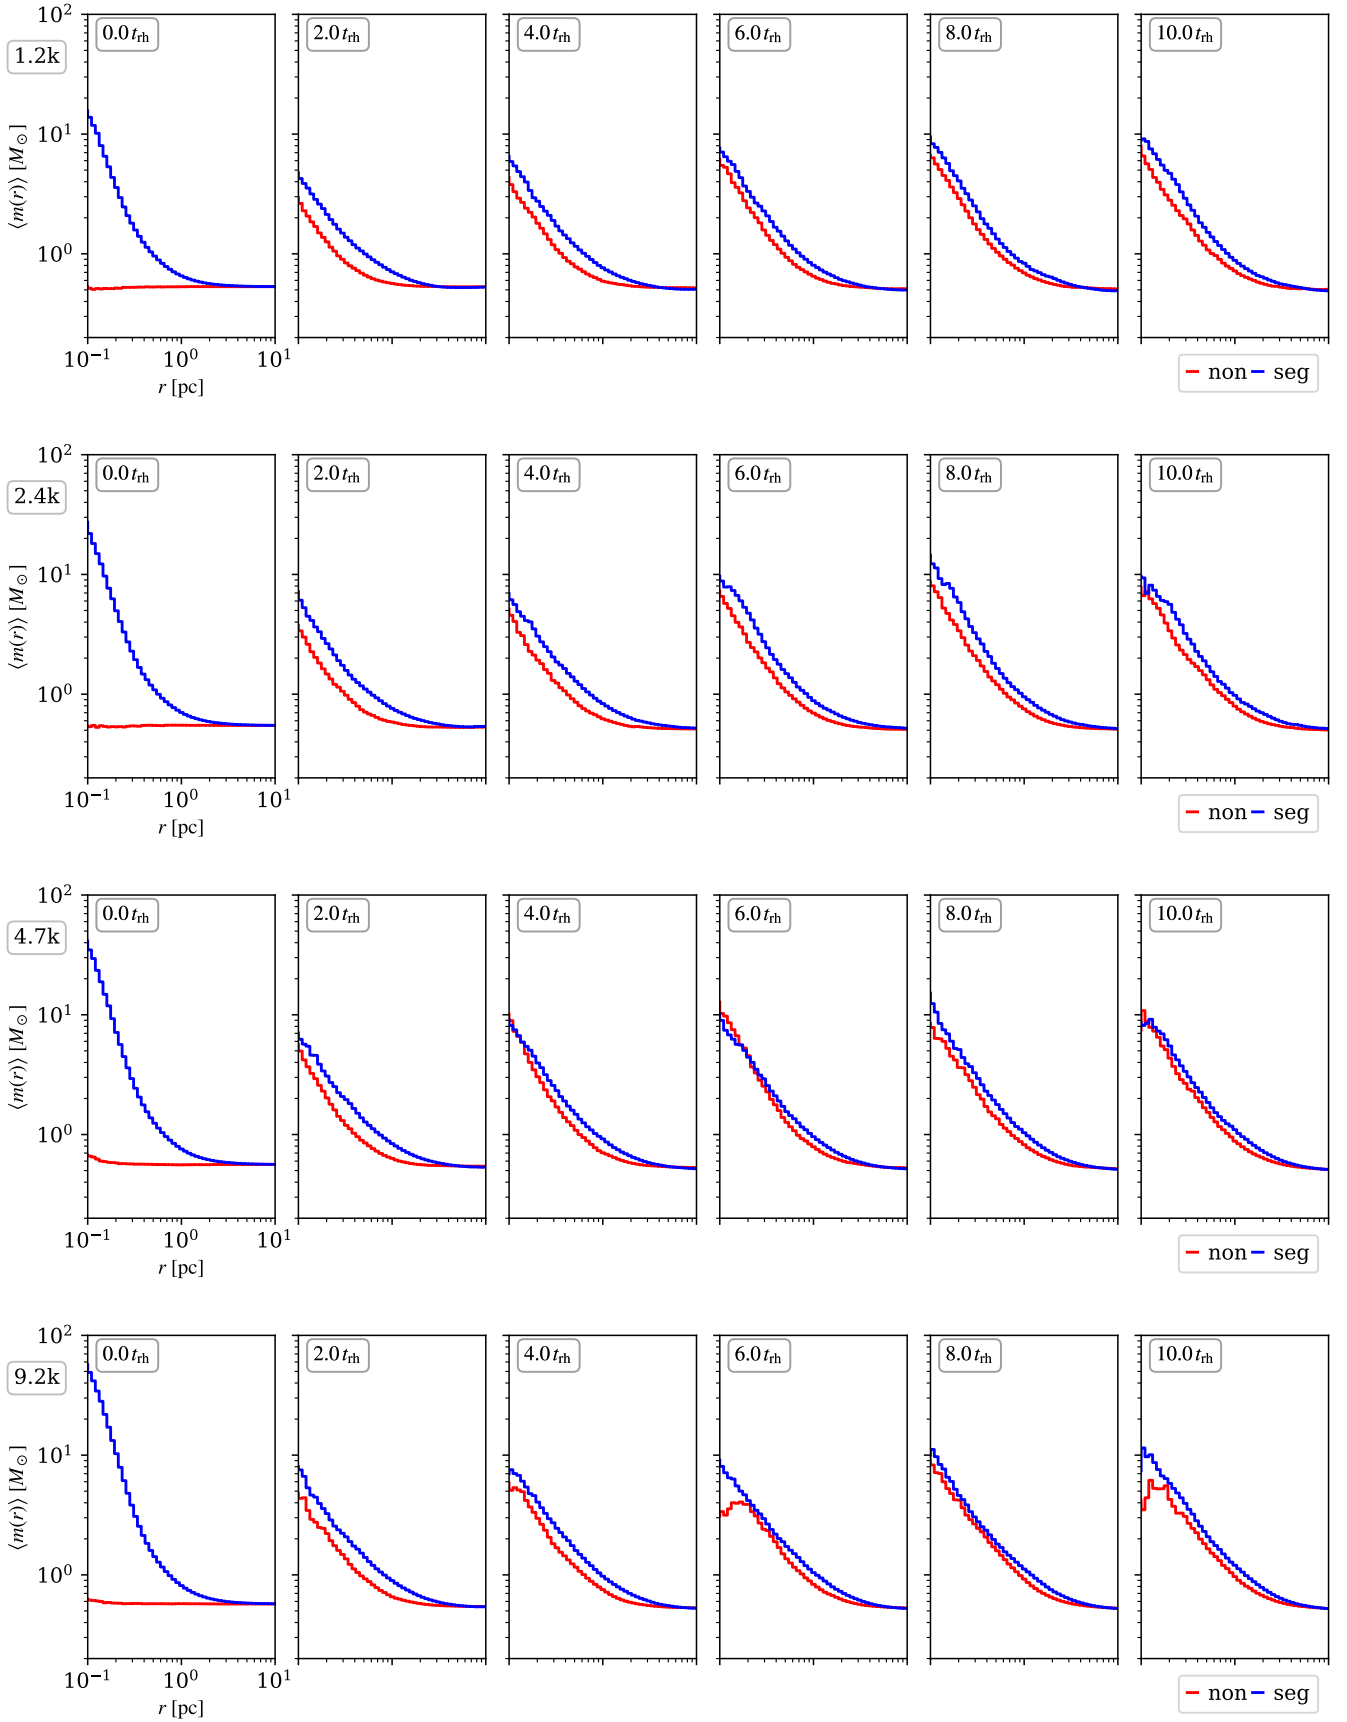 10² 0.0 t_rh 2.0 t_rh 4.0 t_rh 6.0 t_rh 8.0 t_rh 10.0 t_rh
1.2k
10¹
⟨m(r)⟩ [M⊙]
10⁰
10⁻¹ 10⁰ 10¹
r [pc]
non seg
10² 0.0 t_rh 2.0 t_rh 4.0 t_rh 6.0 t_rh 8.0 t_rh 10.0 t_rh
2.4k
10¹
⟨m(r)⟩ [M⊙]
10⁰
10⁻¹ 10⁰ 10¹
r [pc]
non seg
10² 0.0 t_rh 2.0 t_rh 4.0 t_rh 6.0 t_rh 8.0 t_rh 10.0 t_rh
4.7k
10¹
⟨m(r)⟩ [M⊙]
10⁰
10⁻¹ 10⁰ 10¹
r [pc]
non seg
10² 0.0 t_rh 2.0 t_rh 4.0 t_rh 6.0 t_rh 8.0 t_rh 10.0 t_rh
9.2k
10¹
⟨m(r)⟩ [M⊙]
10⁰
10⁻¹ 10⁰ 10¹
r [pc]
non seg